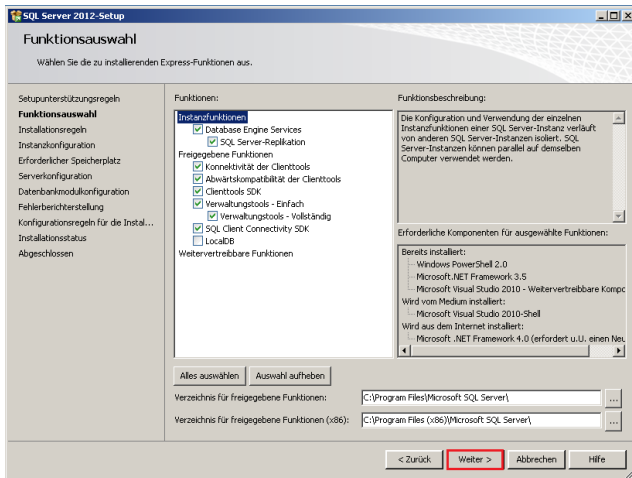 SQL Server 2012-Setup
Funktionsauswahl
Wählen Sie die zu installierenden Express-Funktionen aus.
Setupunterstützungsregeln
Funktionsauswahl
Installationsregeln
Instanzkonfiguration
Erforderlicher Speicherplatz
Serverkonfiguration
Datenbankmodulkonfiguration
Fehlerberichterstellung
Konfigurationsregeln für die Instal...
Installationsstatus
Abgeschlossen
Funktionen:
Instanzfunktionen
Database Engine Services
SQL Server-Replikation
Freigegebene Funktionen
Konnektivität der Clienttools
Abwärtskompatibilität der Clienttools
Clienttools SDK
Verwaltungstools - Einfach
Verwaltungstools - Vollständig
SQL Client Connectivity SDK
LocalDB
Weitervertreibbare Funktionen
Funktionsbeschreibung:
Die Konfiguration und Verwendung der einzelnen
Instanzfunktionen einer SQL Server-Instanz verläuft
von anderen SQL Server-Instanzen isoliert. SQL
Server-Instanzen können parallel auf demselben
Computer verwendet werden.
Erforderliche Komponenten für ausgewählte Funktionen:
Bereits installiert:
Windows PowerShell 2.0
Microsoft.NET Framework 3.5
Microsoft Visual Studio 2010 - Weitervertreibbare Kompc
Wird vom Medium installiert:
Microsoft Visual Studio 2010-Shell
Wird aus dem Internet installiert:
Microsoft .NET Framework 4.0 (erfordert u.U. einen Neu
Alles auswählen Auswahl aufheben
Verzeichnis für freigegebene Funktionen: C:\Program Files\Microsoft SQL Server\ ...
Verzeichnis für freigegebene Funktionen (x86): C:\Program Files (x86)\Microsoft SQL Server\ ...
< Zurück Weiter > Abbrechen Hilfe